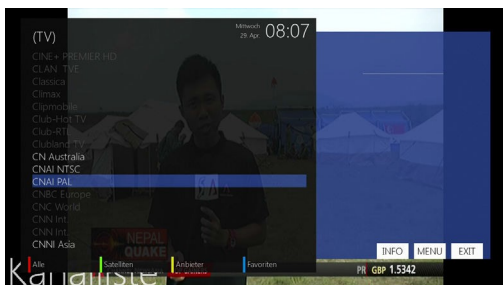 (TV)
Mittwoch
29 Apr
08:07
CINE+ PREMIER HD
CLAN TVE
Classica
Climax
Clipmobile
Club-Hot TV
Club-RTL
Clubland TV
CN Australia
CNAI NTSC
CNAI PAL
CNBC Europe
CNC World
CNN Int.
CNN Int.
CNNI Asia
NEPAL
QUAKE
INFO MENU EXIT
Alle Satelliten Anbieter Favoriten
Kanalliste
GBP 1.5342